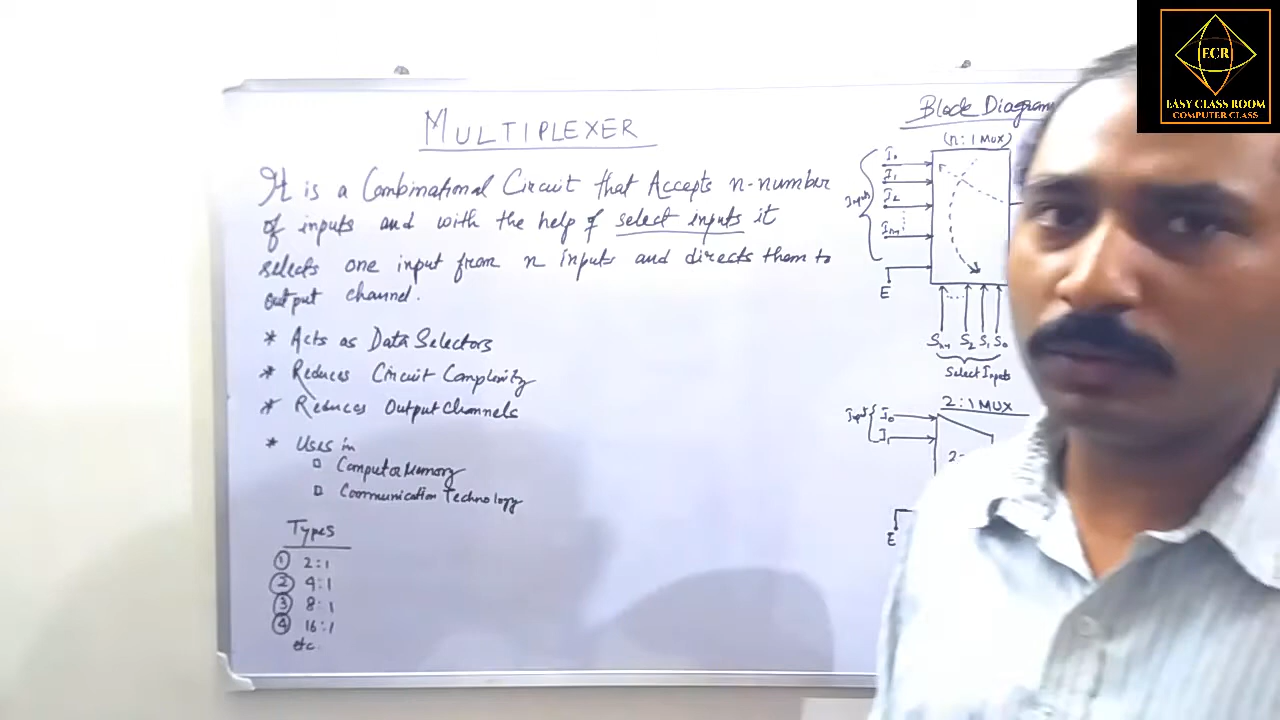 MULTIPLEXER
It is a Combinational Circuit that Accepts n-number
of inputs and with the help of select inputs it
selects one input from n inputs and directs them to
output channel.
* Acts as Data Selectors
* Reduces Circuit Complexity
* Reduces Output Channels
* Uses in
Computer Memory
Communication Technology
Types
1 2:1
2 4:1
3 8:1
4 16:1
etc.
Block Diagram
(n:1 MUX)
I0
I1
I2
In-1
Input
E
S2 S1 S0
Select Inputs
2:1 MUX
Input
I0
I1
2:
E
ECR
EASY CLASS ROOM
COMPUTER CLASS